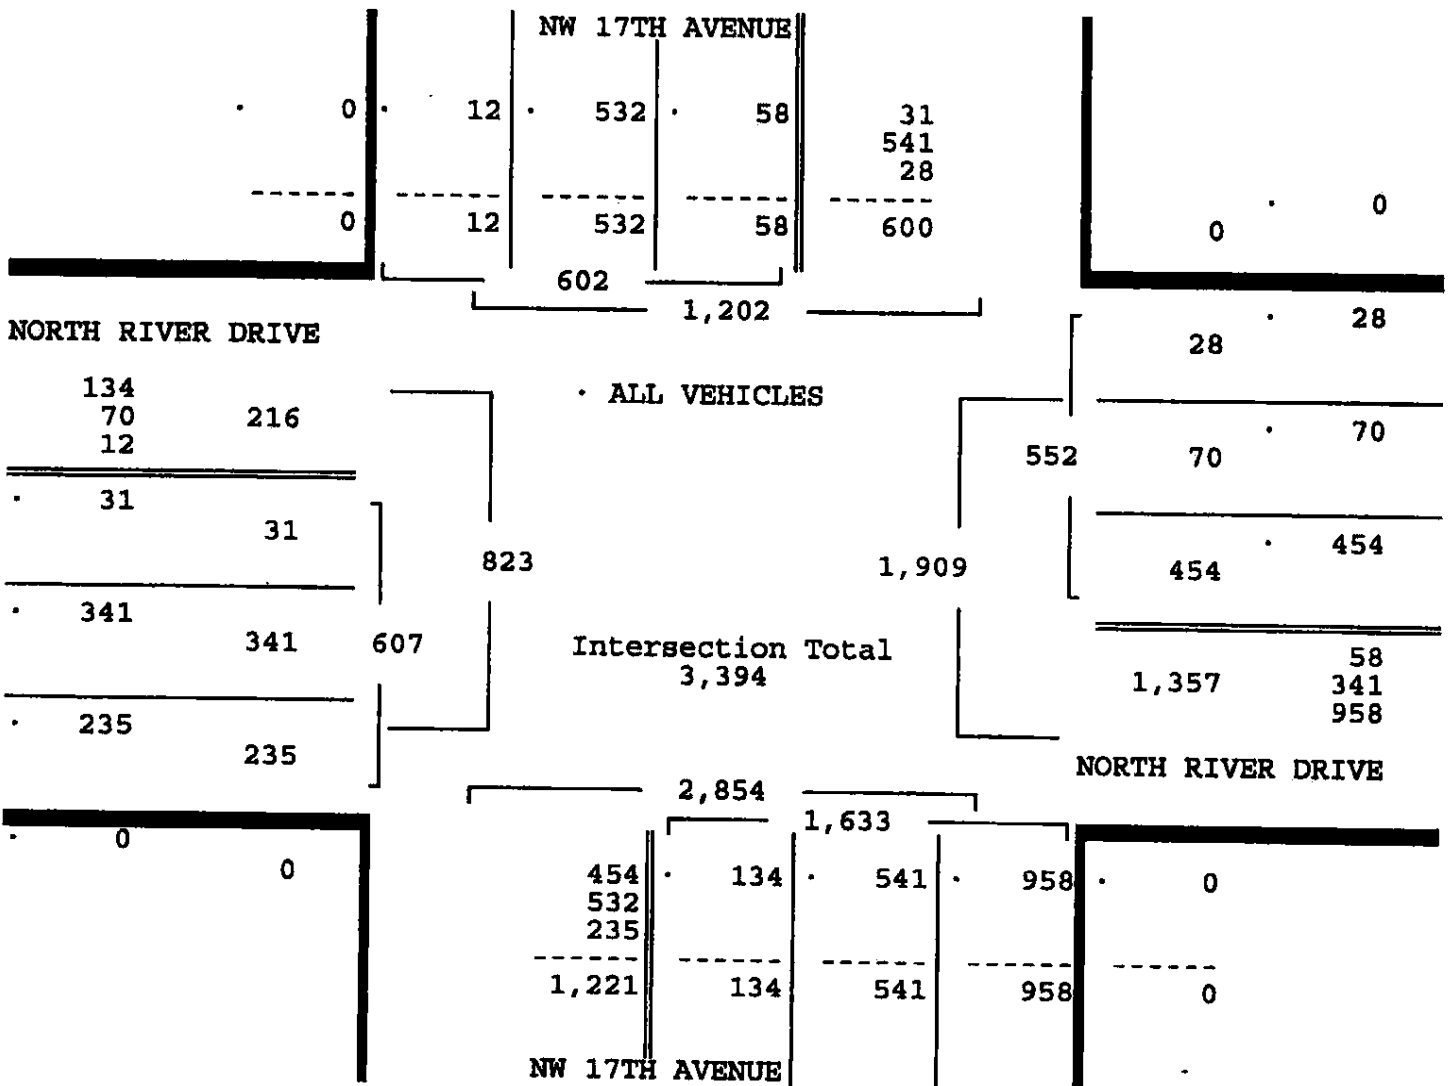 NW 17TH AVENUE
0 12 532 58 31
541
28
0 12 532 58 600
0
0
602
1,202
NORTH RIVER DRIVE
28
28
134
70 216
12
ALL VEHICLES
70
552 70
31
31
454
823 1,909 454
341
341 607 Intersection Total
3,394
58
1,357 341
958
235
235
NORTH RIVER DRIVE
2,854
1,633
0
0
454 134 541 958 0
532
235
1,221 134 541 958 0
NW 17TH AVENUE